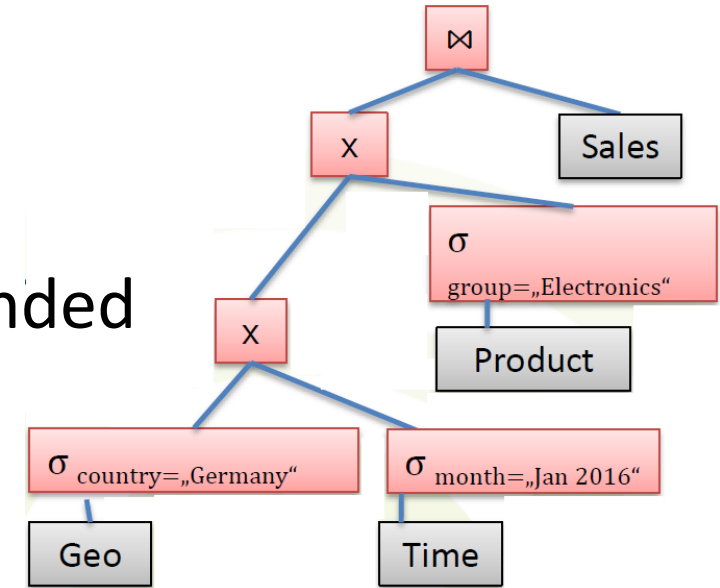 ⋈
x
Sales
σ
group=„Electronics“
nded
x
Product
σ country=„Germany“
σ month=„Jan 2016“
Geo
Time